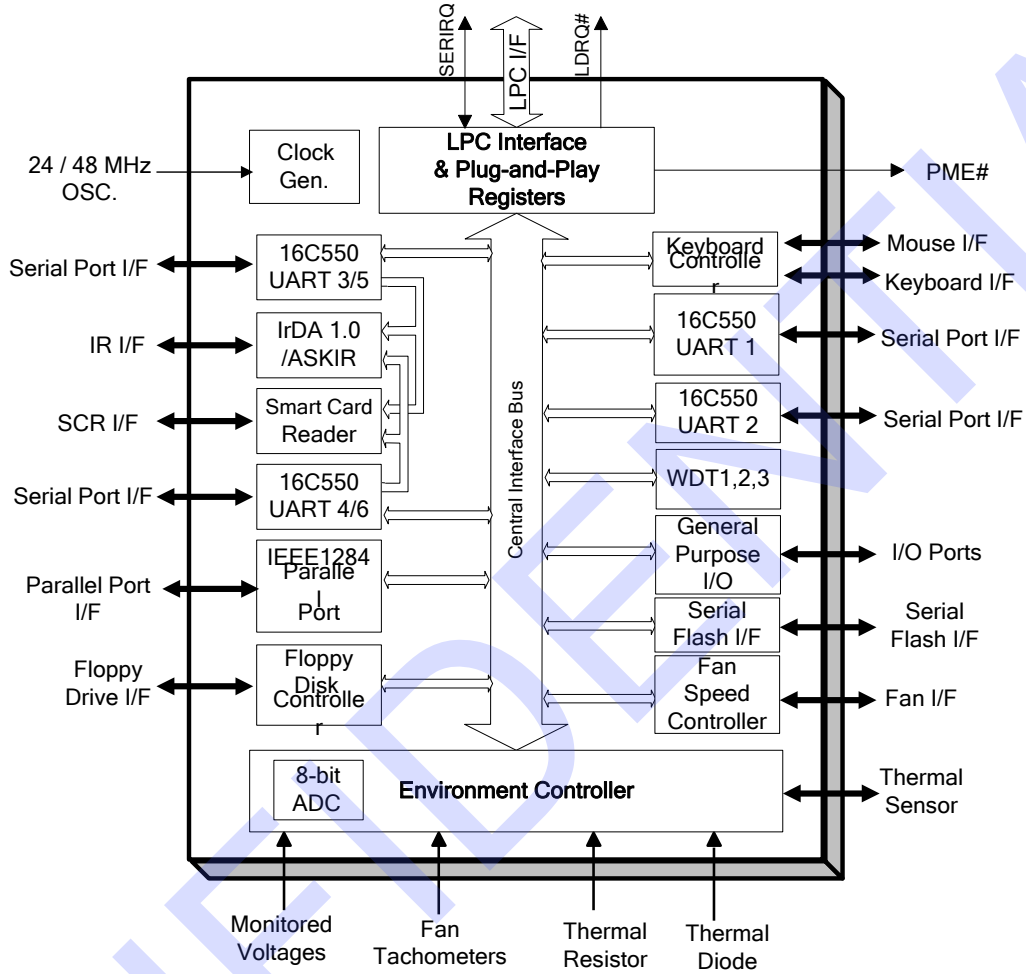 SERIRQ
LPC I/F
LDRQ#
LPC Interface
& Plug-and-Play
Registers
Clock
Gen.
24 / 48 MHz
OSC.
PME#
Serial Port I/F
16C550
UART 3/5
IR I/F
IrDA 1.0
/ASKIR
SCR I/F
Smart Card
Reader
Serial Port I/F
16C550
UART 4/6
Parallel Port
I/F
IEEE1284
Paralle
l
Port
Floppy
Drive I/F
Floppy
Disk
Controlle
r
Central Interface Bus
Keyboard
Controlle
r
Mouse I/F
Keyboard I/F
16C550
UART 1
Serial Port I/F
16C550
UART 2
Serial Port I/F
WDT1,2,3
General
Purpose
I/O
I/O Ports
Serial
Flash I/F
Serial
Flash I/F
Fan
Speed
Controller
Fan I/F
8-bit
ADC
Environment Controller
Thermal
Sensor
Monitored
Voltages
Fan
Tachometers
Thermal
Resistor
Thermal
Diode